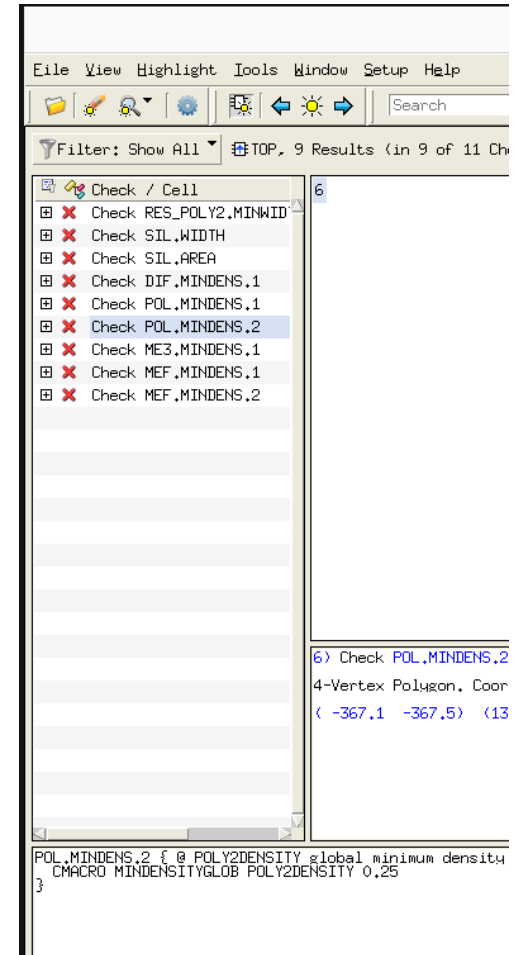 Eile View Highlight Iools Window Setup Help
Search
Filter: Show All TOP, 9 Results (in 9 of 11 Che
Check / Cell
6
Check RES_POLY2.MINWID
Check SIL.WIDTH
Check SIL.AREA
Check DIF.MINDENS.1
Check POL.MINDENS.1
Check POL.MINDENS.2
Check ME3.MINDENS.1
Check MEF.MINDENS.1
Check MEF.MINDENS.2
6) Check POL.MINDENS.2
4-Vertex Polygon. Coor
( -367.1 -367.5) (13
POL.MINDENS.2 { @ POLY2DENSITY global minimum density
CMACRO MINDENSITYGLOB POLY2DENSITY 0.25
}